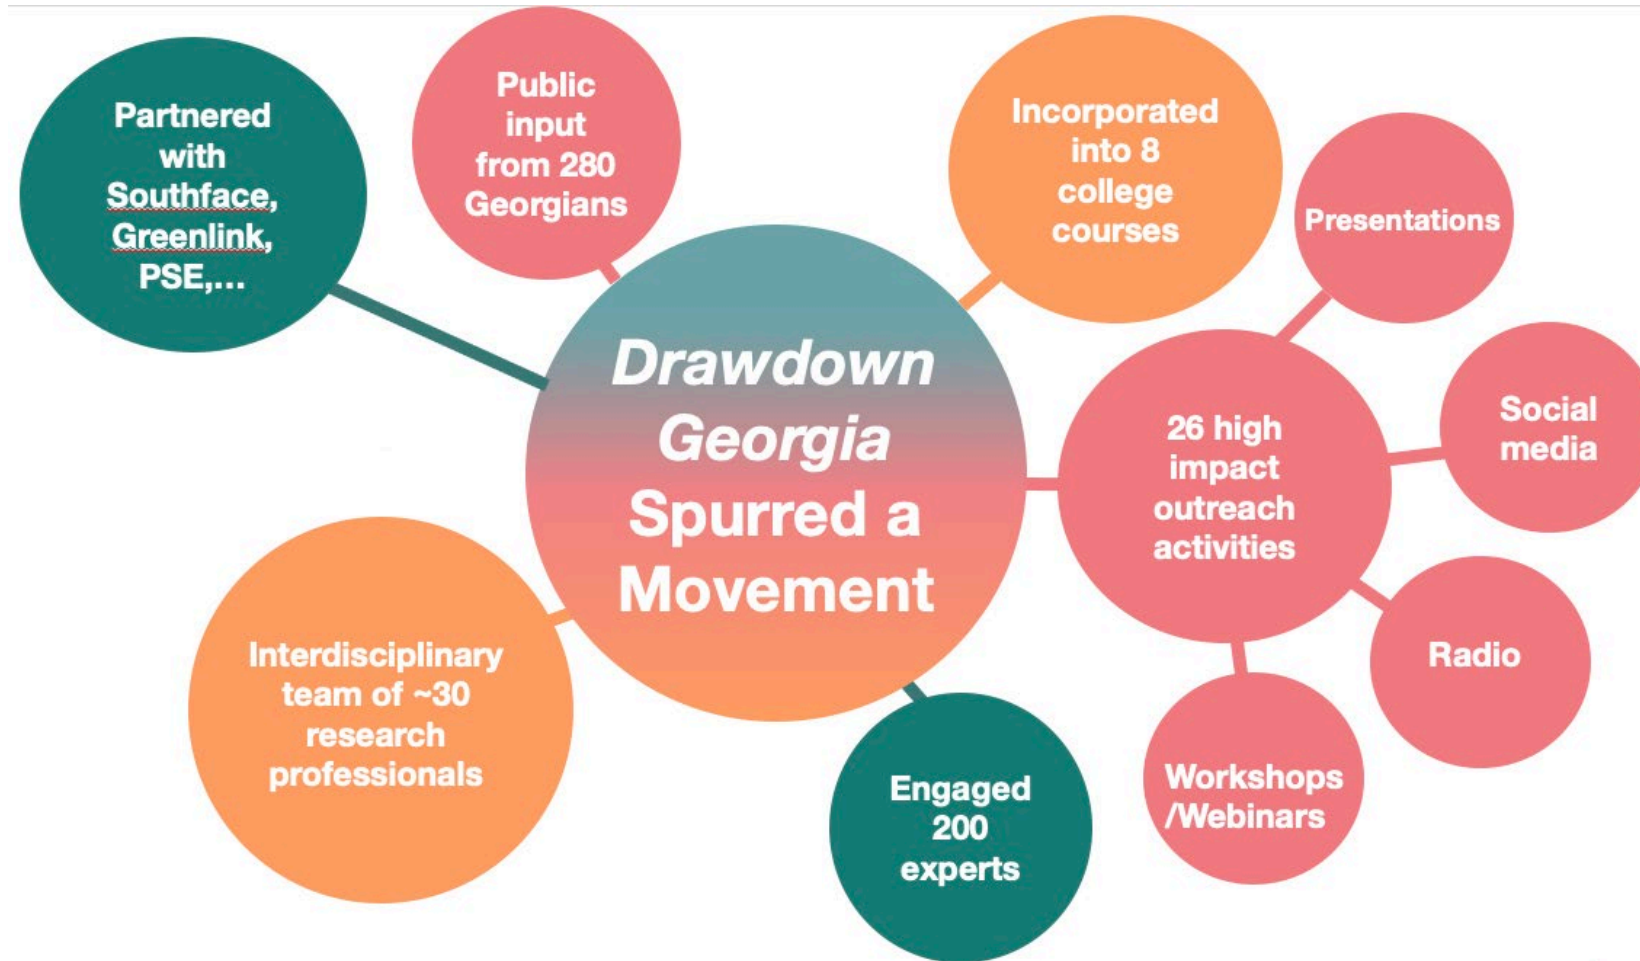 Partnered
with
Southface,
Greenlink,
PSE,...
Public
input
from 280
Georgians
Incorporated
into 8
college
courses
Presentations
Drawdown
Georgia
Spurred a
Movement
26 high
impact
outreach
activities
Social
media
Radio
Workshops
/Webinars
Interdisciplinary
team of ~30
research
professionals
Engaged
200
experts